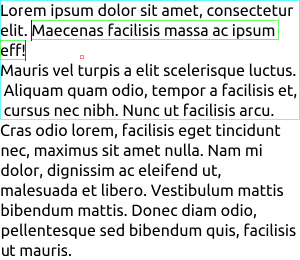 Lorem ipsum dolor sit amet, consectetur
elit. Maecenas facilisis massa ac ipsum
eff!
Mauris vel turpis a elit scelerisque luctus.
Aliquam quam odio, tempor a facilisis et,
cursus nec nibh. Nunc ut facilisis arcu.
Cras odio lorem, facilisis eget tincidunt
nec, maximus sit amet nulla. Nam mi
dolor, dignissim ac eleifend ut,
malesuada et libero. Vestibulum mattis
bibendum mattis. Donec diam odio,
pellentesque sed bibendum quis, facilisis
ut mauris.